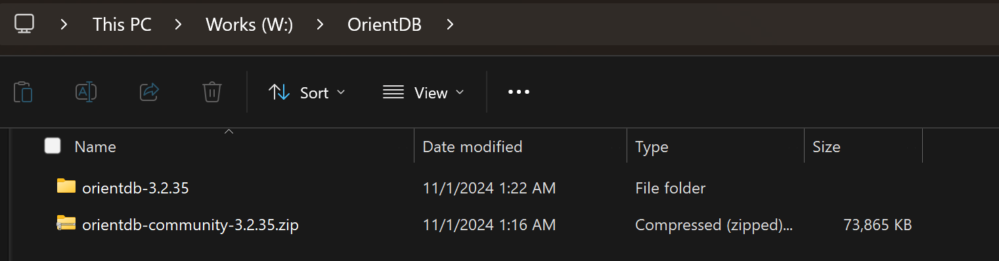 This PC > Works (W:) > OrientDB >
Sort View
Name Date modified Type Size
orientdb-3.2.35 11/1/2024 1:22 AM File folder
orientdb-community-3.2.35.zip 11/1/2024 1:16 AM Compressed (zipped)... 73,865 KB